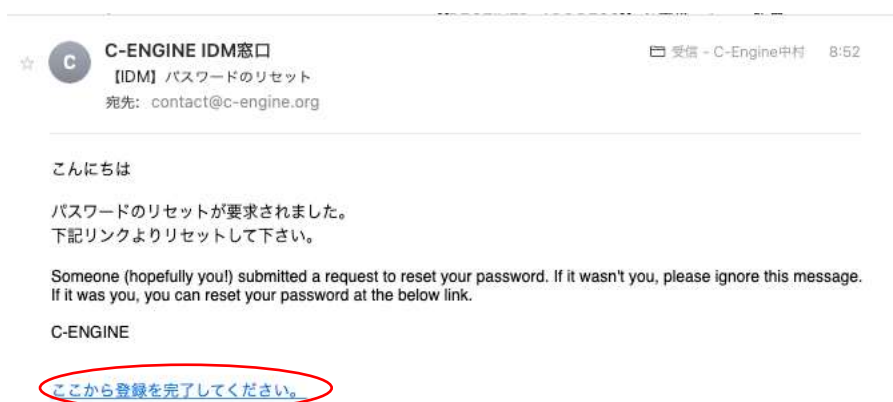 C-ENGINE IDM窓口
受信 - C-Engine中村 8:52
C
【IDM】パスワードのリセット
宛先: contact@c-engine.org
こんにちは
パスワードのリセットが要求されました。
下記リンクよりリセットして下さい。
Someone (hopefully you!) submitted a request to reset your password. If it wasn't you, please ignore this message.
If it was you, you can reset your password at the below link.
C-ENGINE
ここから登録を完了してください。